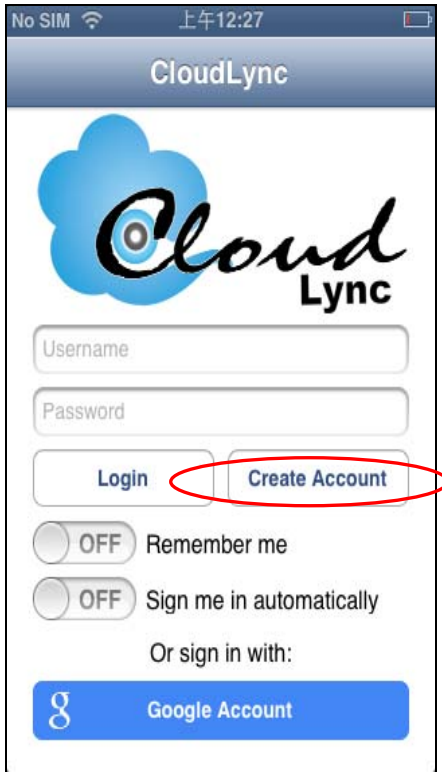 No SIM 上午12:27
CloudLync
Cloud
Lync
Username
Password
Login Create Account
OFF Remember me
OFF Sign me in automatically
Or sign in with:
g Google Account